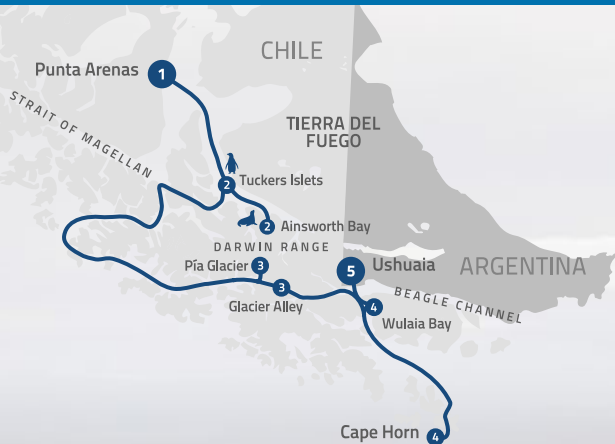 CHILE
Punta Arenas
1
STRAIT OF MAGELLAN
TIERRA DEL
FUEGO
2
Tuckers Islets
2
Ainsworth Bay
DARWIN RANGE
Pía Glacier
3
5
Ushuaia
ARGENTINA
3
Glacier Alley
BEAGLE CHANNEL
4
Wulaia Bay
Cape Horn
4